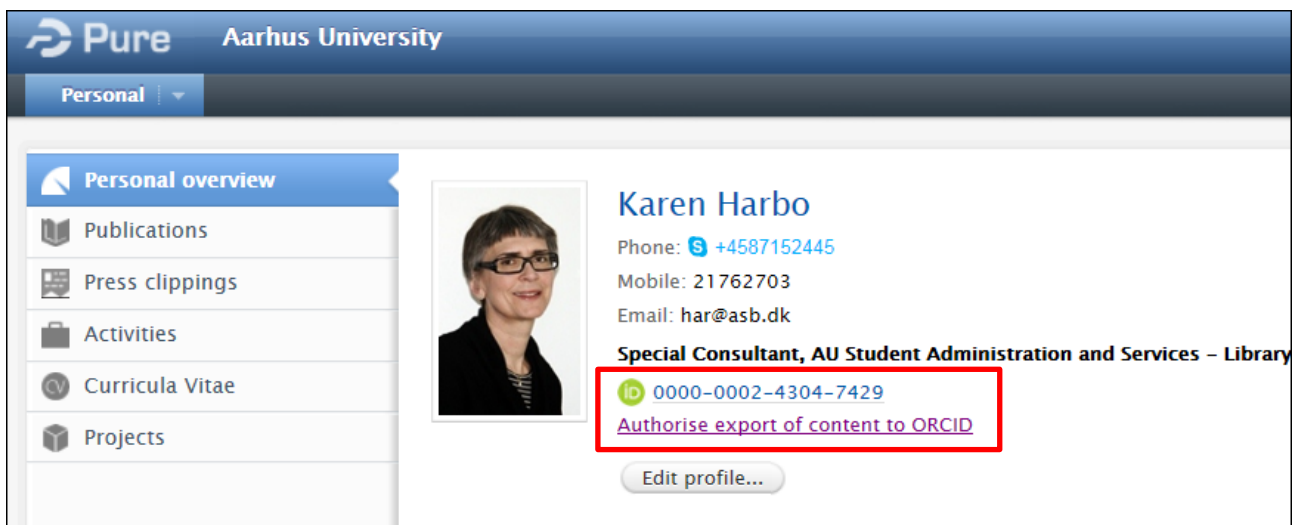 Pure Aarhus University
Personal
Personal overview
Publications
Press clippings
Activities
CV Curricula Vitae
Projects
Karen Harbo
Phone: S +4587152445
Mobile: 21762703
Email: har@asb.dk
Special Consultant, AU Student Administration and Services – Library
iD 0000-0002-4304-7429
Authorise export of content to ORCID
Edit profile...